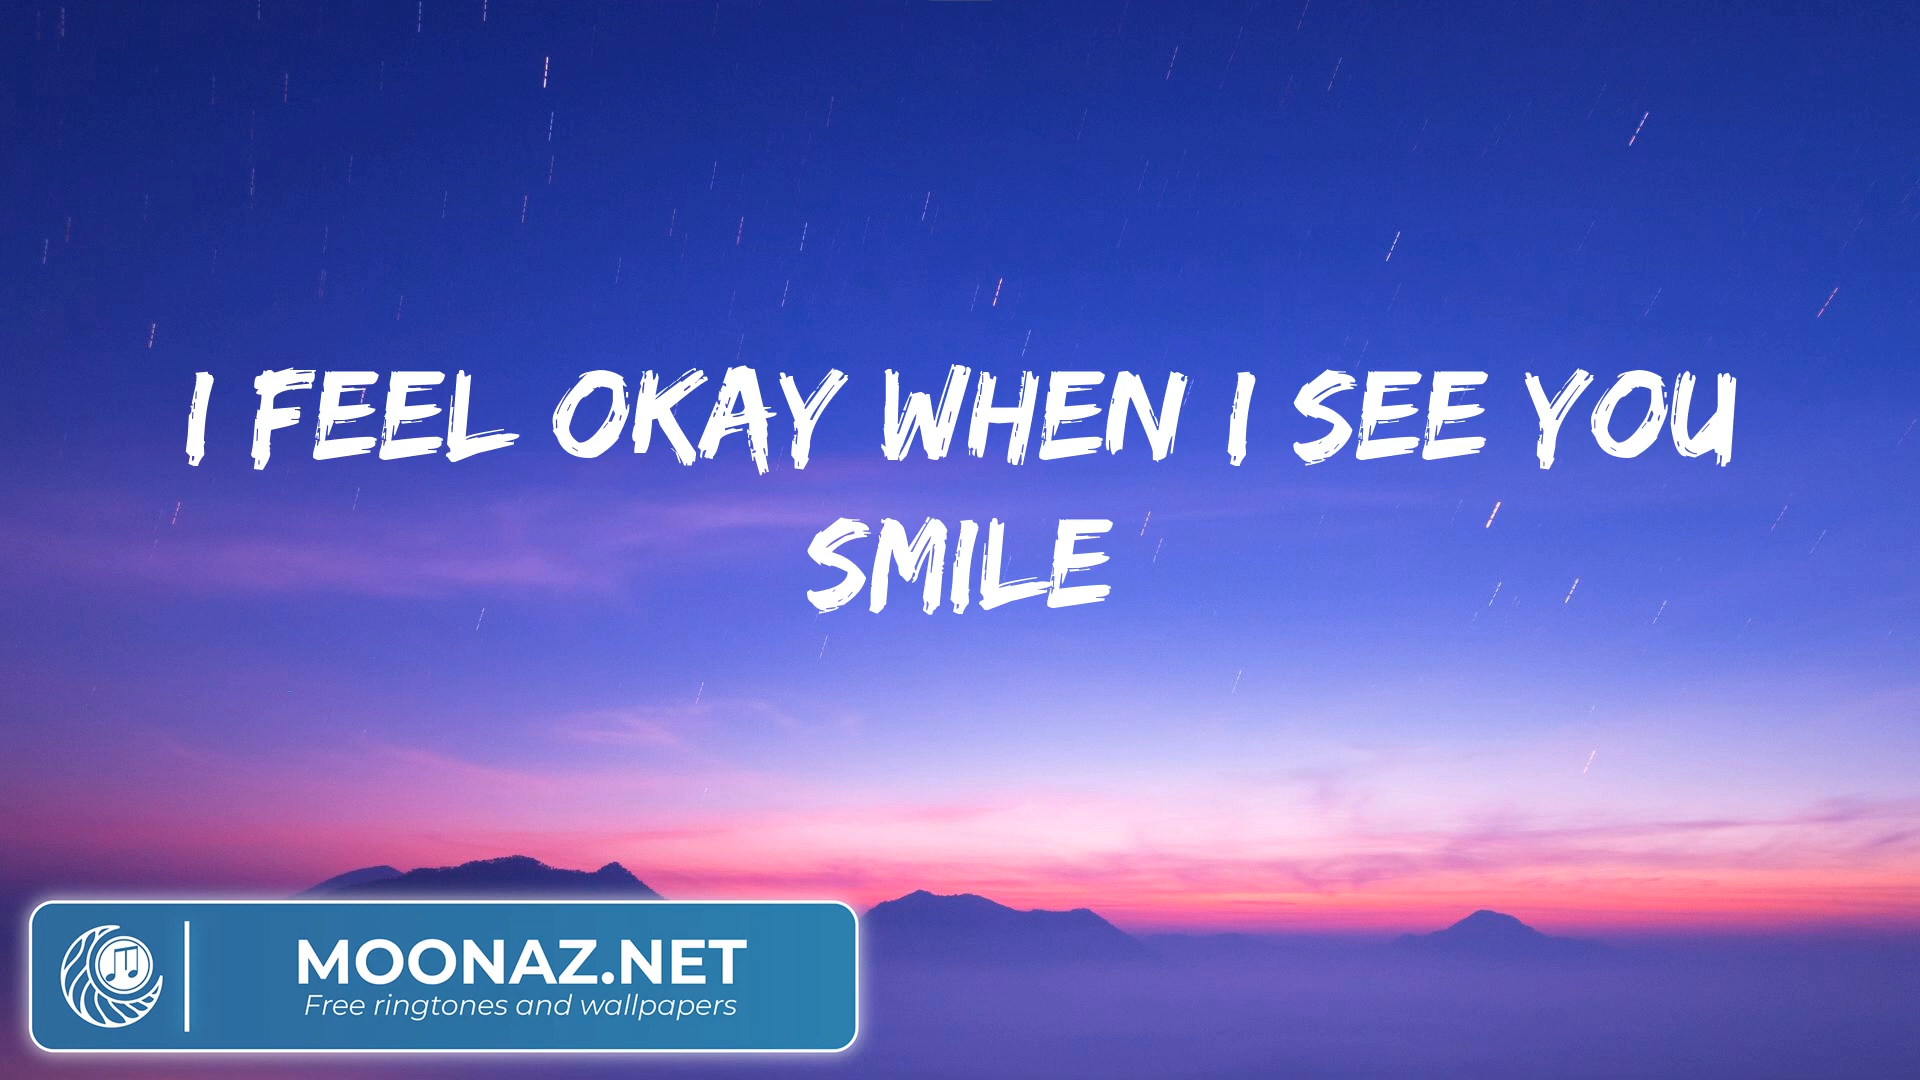 I FEEL OKAY WHEN I SEE YOU
SMILE
MOONAZ.NET
Free ringtones and wallpapers